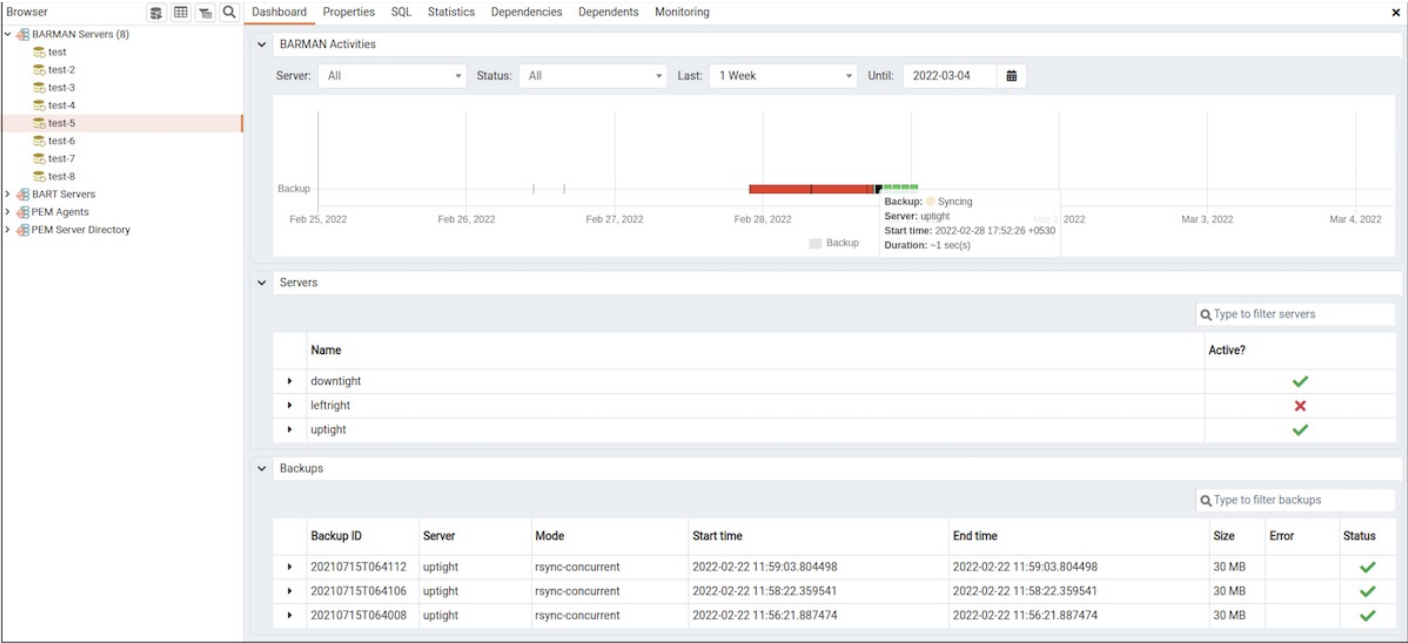 Browser
BARMAN Servers (8)
test
test-2
test-3
test-4
test-5
test-6
test-7
test-8
BART Servers
PEM Agents
PEM Server Directory
Dashboard Properties SQL Statistics Dependencies Dependents Monitoring
BARMAN Activities
Server: All Status: All Last: 1 Week Until: 2022-03-04
Backup
Feb 25, 2022 Feb 26, 2022 Feb 27, 2022 Feb 28, 2022 Mar 2, 2022 Mar 3, 2022 Mar 4, 2022
Backup
Backup: Syncing
Server: uptight
Start time: 2022-02-28 17:52:26 +0530
Duration: ~1 sec(s)
Servers
Type to filter servers
Name Active?
downtight
leftright
uptight
Backups
Type to filter backups
Backup ID Server Mode Start time End time Size Error Status
20210715T064112 uptight rsync-concurrent 2022-02-22 11:59:03.804498 2022-02-22 11:59:03.804498 30 MB
20210715T064106 uptight rsync-concurrent 2022-02-22 11:58:22.359541 2022-02-22 11:58:22.359541 30 MB
20210715T064008 uptight rsync-concurrent 2022-02-22 11:56:21.887474 2022-02-22 11:56:21.887474 30 MB